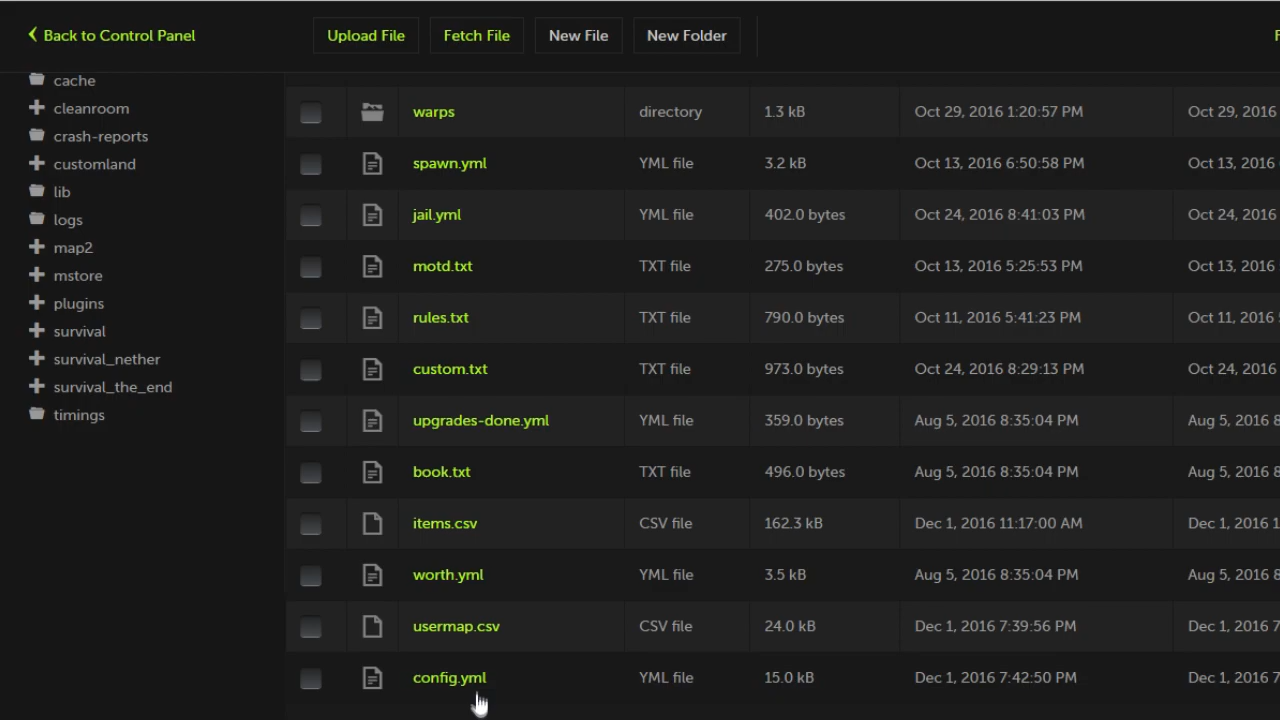 Back to Control Panel
Upload File
Fetch File
New File
New Folder
cache
cleanroom
crash-reports
customland
lib
logs
map2
mstore
plugins
survival
survival_nether
survival_the_end
timings
warps directory 1.3 kB Oct 29, 2016 1:20:57 PM Oct 29, 2016
spawn.yml YML file 3.2 kB Oct 13, 2016 6:50:58 PM Oct 13, 2016
jail.yml YML file 402.0 bytes Oct 24, 2016 8:41:03 PM Oct 24, 2016
motd.txt TXT file 275.0 bytes Oct 13, 2016 5:25:53 PM Oct 13, 2016
rules.txt TXT file 790.0 bytes Oct 11, 2016 5:41:23 PM Oct 11, 2016
custom.txt TXT file 973.0 bytes Oct 24, 2016 8:29:13 PM Oct 24, 2016
upgrades-done.yml YML file 359.0 bytes Aug 5, 2016 8:35:04 PM Aug 5, 2016 8
book.txt TXT file 496.0 bytes Aug 5, 2016 8:35:04 PM Aug 5, 2016 8
items.csv CSV file 162.3 kB Dec 1, 2016 11:17:00 AM Dec 1, 2016 1
worth.yml YML file 3.5 kB Aug 5, 2016 8:35:04 PM Aug 5, 2016 8
usermap.csv CSV file 24.0 kB Dec 1, 2016 7:39:56 PM Dec 1, 2016 7
config.yml YML file 15.0 kB Dec 1, 2016 7:42:50 PM Dec 1, 2016 7